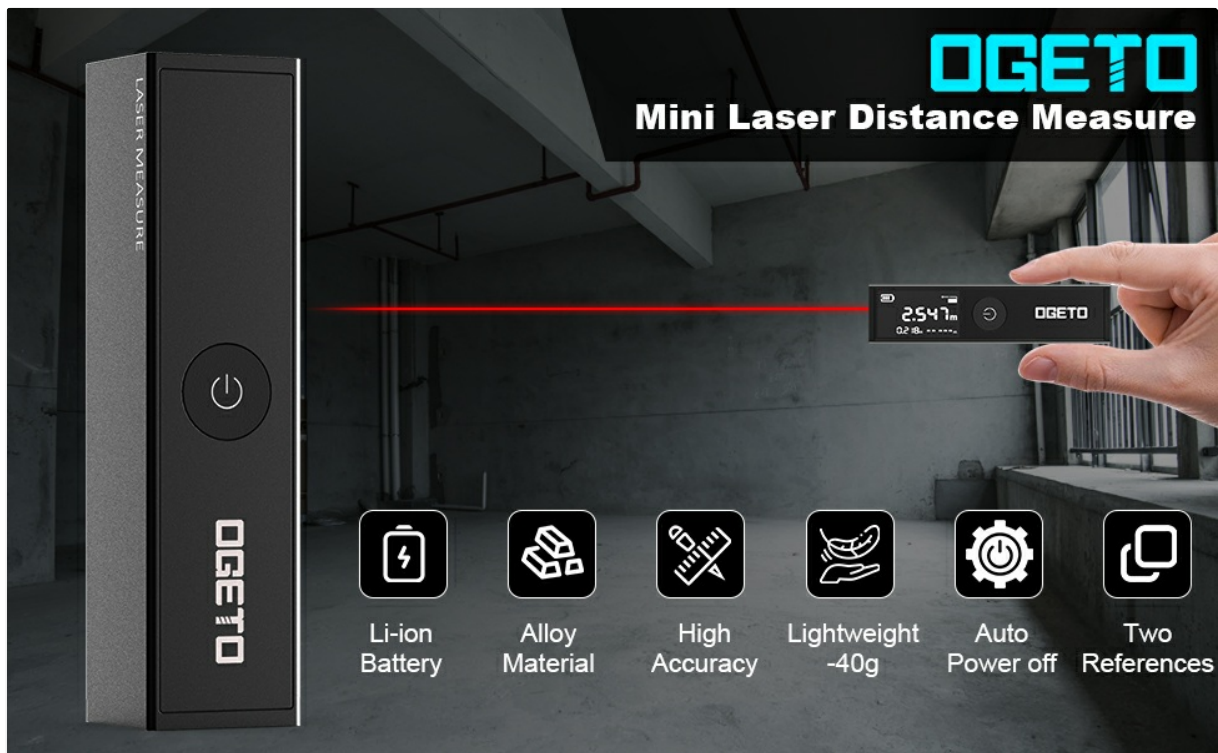 OGETO
Mini Laser Distance Measure
LASER MEASURE
OGETO
2.547m
OGETO
Li-ion
Battery
Alloy
Material
High
Accuracy
Lightweight
-40g
Auto
Power off
Two
References